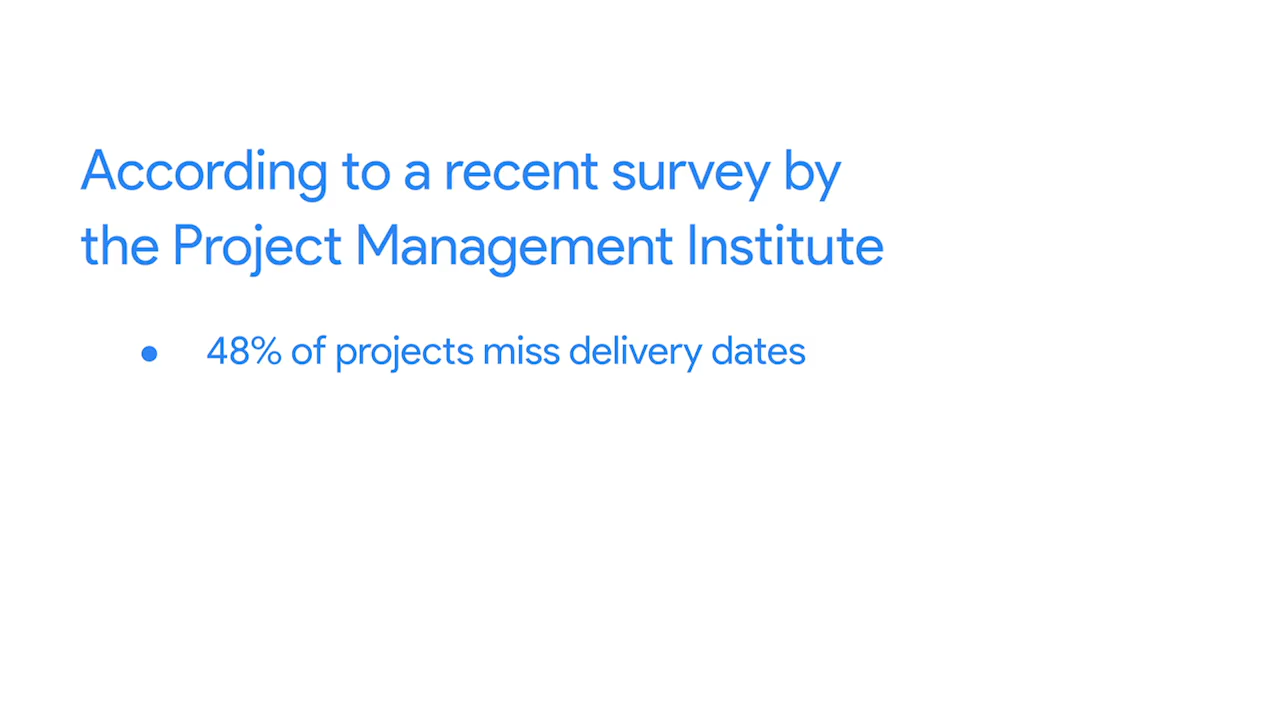 According to a recent survey by
the Project Management Institute
● 48% of projects miss delivery dates